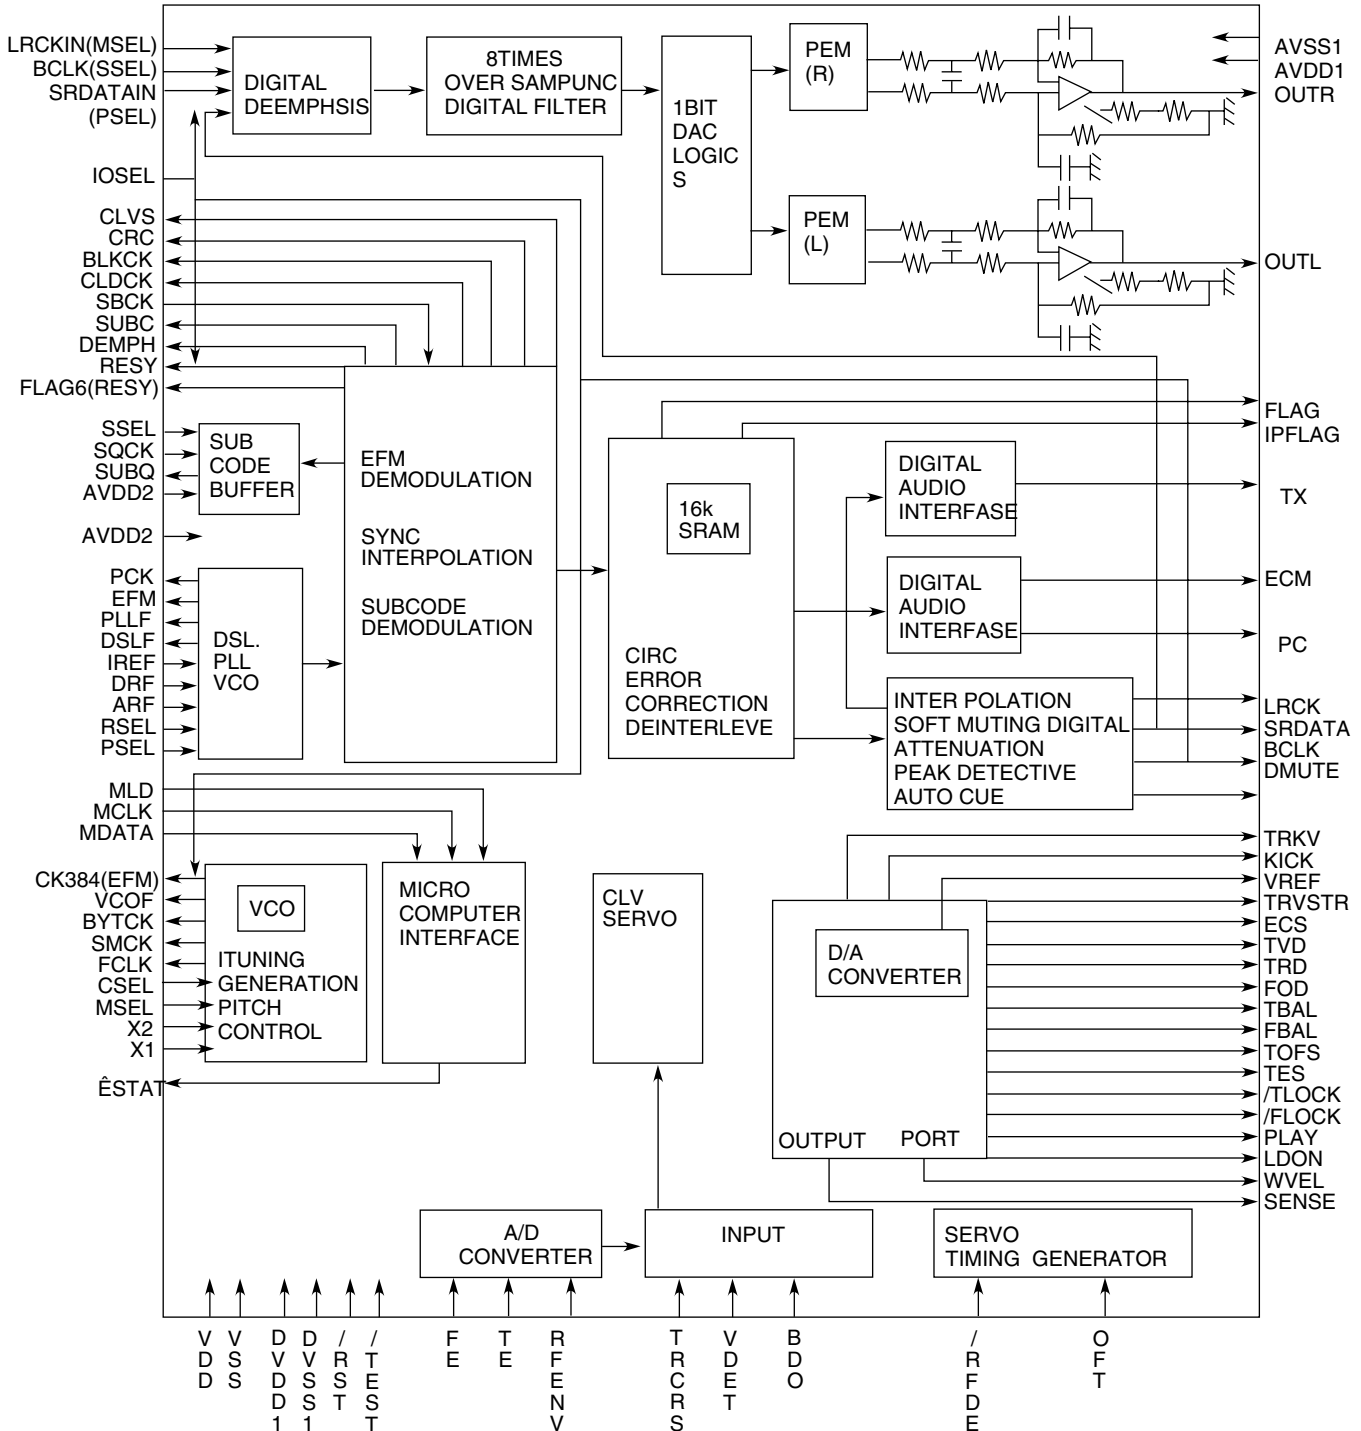 LRCKIN(MSEL)
BCLK(SSEL)
SRDATAIN
(PSEL)
IOSEL
CLVS
CRC
BLKCK
CLDCK
SBCK
SUBC
DEMPH
RESY
FLAG6(RESY)
SSEL
SQCK
SUBQ
AVDD2
AVDD2
PCK
EFM
PLLF
DSLF
IREF
DRF
ARF
RSEL
PSEL
MLD
MCLK
MDATA
CK384(EFM)
VCOF
BYTCK
SMCK
FCLK
CSEL
MSEL
X2
X1
ÊSTAT
DIGITAL
DEEMPHSIS
8TIMES
OVER SAMPUNC
DIGITAL FILTER
1BIT
DAC
LOGIC
S
PEM
(R)
PEM
(L)
SUB
CODE
BUFFER
EFM
DEMODULATION
SYNC
INTERPOLATION
SUBCODE
DEMODULATION
DSL.
PLL
VCO
16k
SRAM
CIRC
ERROR
CORRECTION
DEINTERLEVE
DIGITAL
AUDIO
INTERFASE
DIGITAL
AUDIO
INTERFASE
INTER POLATION
SOFT MUTING DIGITAL
ATTENUATION
PEAK DETECTIVE
AUTO CUE
VCO
ITUNING
GENERATION
PITCH
CONTROL
MICRO
COMPUTER
INTERFACE
CLV
SERVO
D/A
CONVERTER
OUTPUT PORT
A/D
CONVERTER
INPUT
SERVO
TIMING GENERATOR
AVSS1
AVDD1
OUTR
OUTL
FLAG
IPFLAG
TX
ECM
PC
LRCK
SRDATA
BCLK
DMUTE
TRKV
KICK
VREF
TRVSTR
ECS
TVD
TRD
FOD
TBAL
FBAL
TOFS
TES
/TLOCK
/FLOCK
PLAY
LDON
WVEL
SENSE
VDD
VSS
DVDD1
DVSS1
/RST
/TEST
FE
TE
RFENV
TRCRS
VDET
BDO
/RFDE
OFT